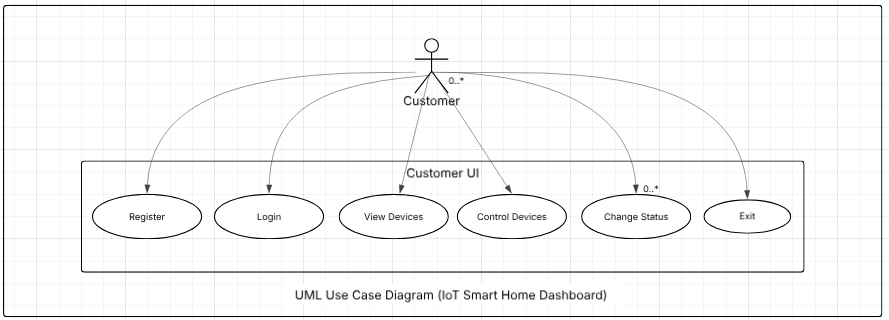 0..*
Customer
Customer UI
0..*
Register
Login
View Devices
Control Devices
Change Status
Exit
UML Use Case Diagram (IoT Smart Home Dashboard)